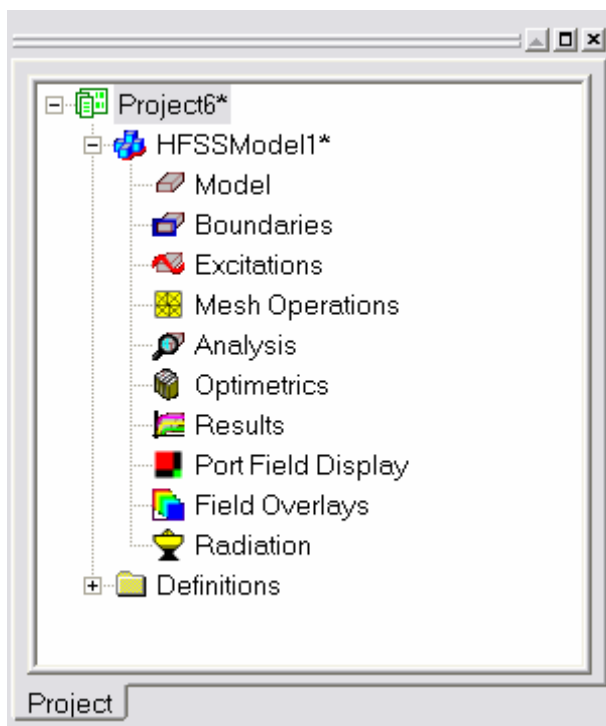 Project6*
HFSSModel1*
Model
Boundaries
Excitations
Mesh Operations
Analysis
Optimetrics
Results
Port Field Display
Field Overlays
Radiation
Definitions
Project